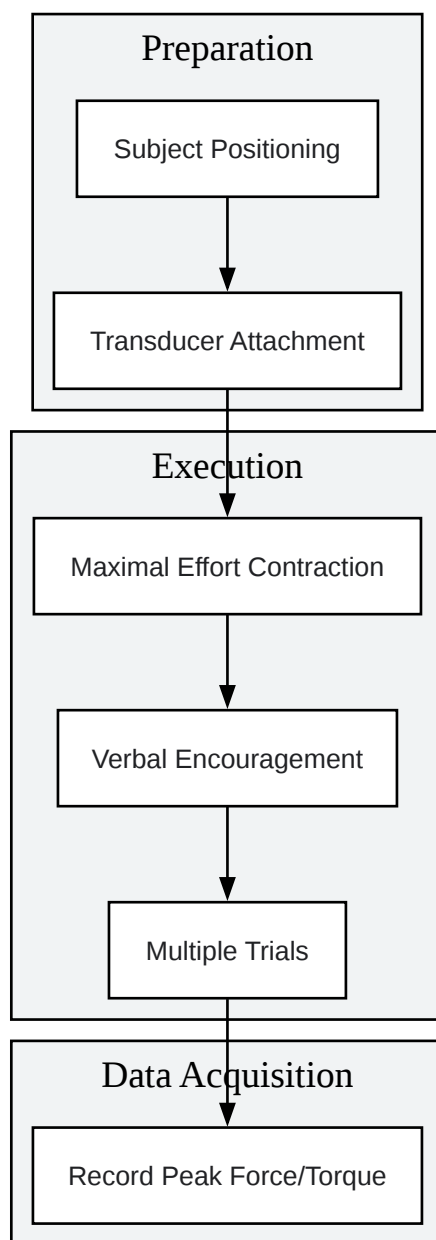 Preparation
Subject Positioning
Transducer Attachment
Execution
Maximal Effort Contraction
Verbal Encouragement
Multiple Trials
Data Acquisition
Record Peak Force/Torque